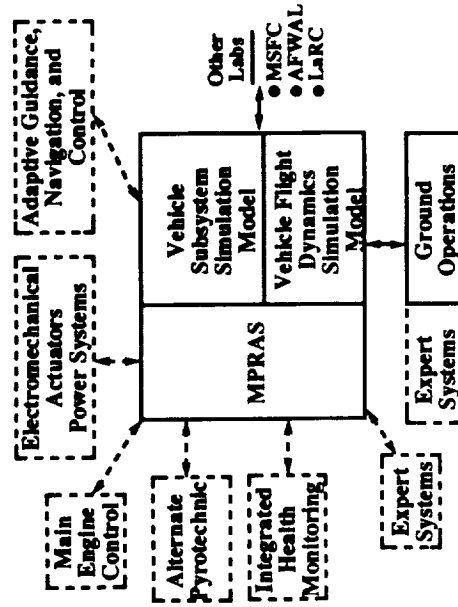 Main
Engine
Control
Electromechanical
Actuators
Power Systems
Adaptive Guidance,
Navigation, and
Control
Alternate
Pyrotechnic
Integrated
Health
Monitoring
MPRAS
Vehicle
Subsystem
Simulation
Model
Vehicle Flight
Dynamics
Simulation
Model
Other
Labs
● MSFC
● AFWAL
● LaRC
Expert
Systems
Expert
Systems
Ground
Operations